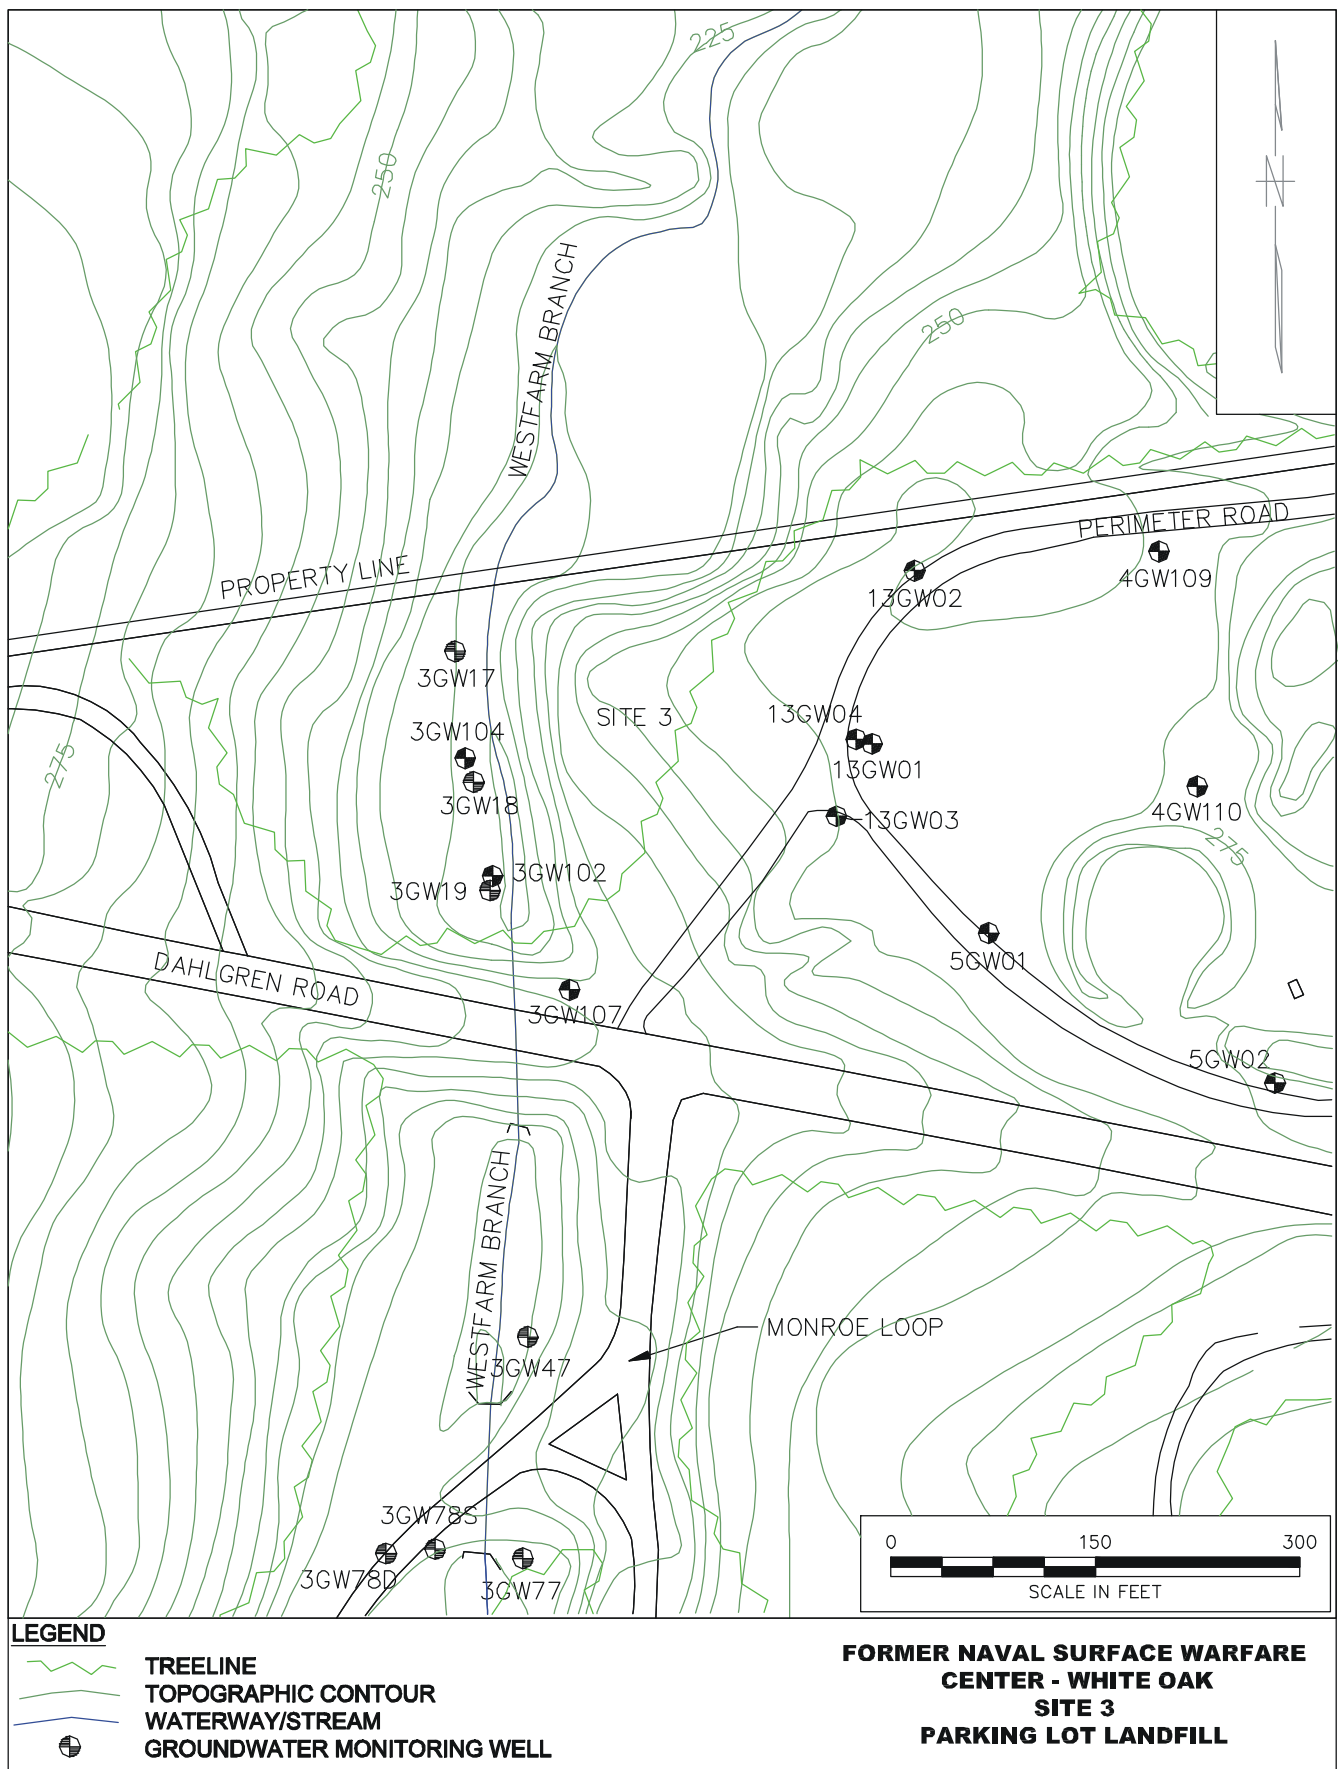 225
N
250
WESTFARM BRANCH
250
PROPERTY LINE
PERIMETER ROAD
4GW109
13GW02
3GW17
SITE 3
13GW04
3GW104
13GW01
275
3GW18
4GW110
13GW03
275
3GW102
3GW19
5GW01
DAHLGREN ROAD
3GW107
5GW02
WESTFARM BRANCH
MONROE LOOP
3GW47
3GW78S
3GW78D
3GW77
0 150 300
SCALE IN FEET
LEGEND
TREELINE
TOPOGRAPHIC CONTOUR
WATERWAY/STREAM
GROUNDWATER MONITORING WELL
FORMER NAVAL SURFACE WARFARE
CENTER - WHITE OAK
SITE 3
PARKING LOT LANDFILL